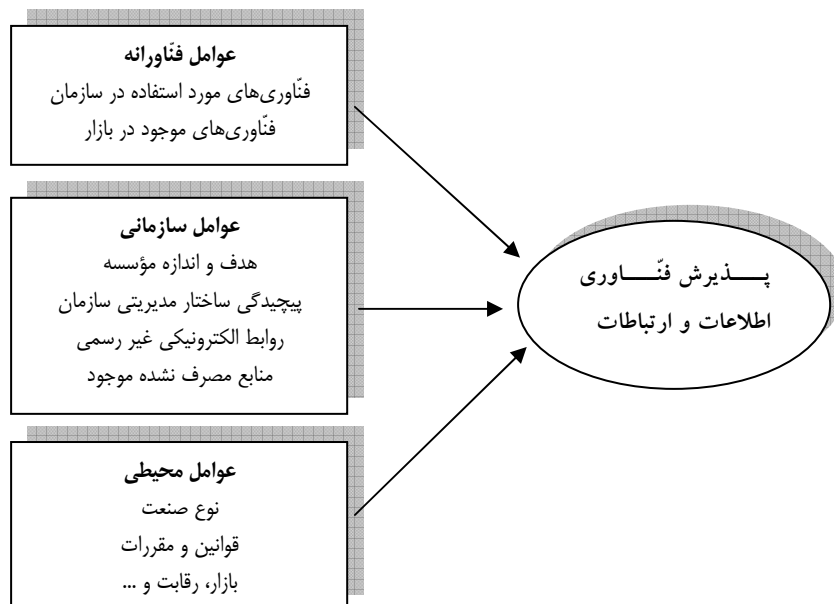 عوامل فنّاورانه
فنّاوری‌های مورد استفاده در سازمان
فنّاوری‌های موجود در بازار
عوامل سازمانی
هدف و اندازه مؤسسه
پیچیدگی ساختار مدیریتی سازمان
روابط الکترونیکی غیر رسمی
منابع مصرف نشده موجود
عوامل محیطی
نوع صنعت
قوانین و مقررات
بازار، رقابت و ...
پـــــذیرش فنّـــــاوری
اطلاعات و ارتباطات